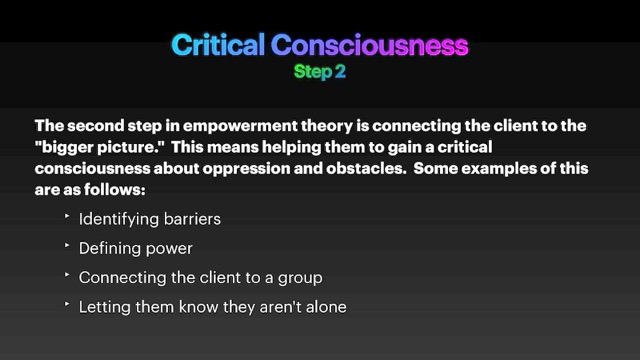 Critical Consciousness
Step 2
The second step in empowerment theory is connecting the client to the
"bigger picture." This means helping them to gain a critical
consciousness about oppression and obstacles. Some examples of this
are as follows:
‣ Identifying barriers
‣ Defining power
‣ Connecting the client to a group
‣ Letting them know they aren't alone